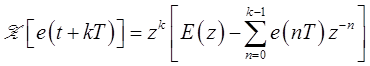 𝓩[e(t + kT)] = z^k [E(z) − ∑_{n=0}^{k−1} e(nT) z^{−n}]